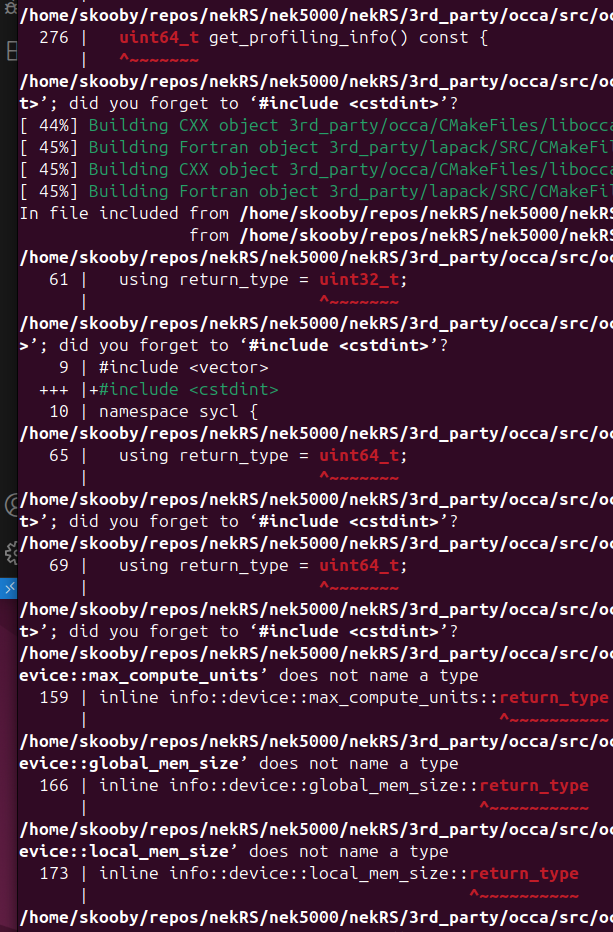 /home/skooby/repos/nekRS/nek5000/nekRS/3rd_party/occa/src/oc
276 | uint64_t get_profiling_info() const {
| ^~~~~~~~
/home/skooby/repos/nekRS/nek5000/nekRS/3rd_party/occa/src/oc
t>’; did you forget to ‘#include <cstdint>’?
[ 44%] Building CXX object 3rd_party/occa/CMakeFiles/libocca
[ 45%] Building Fortran object 3rd_party/lapack/SRC/CMakeFil
[ 45%] Building CXX object 3rd_party/occa/CMakeFiles/libocca
[ 45%] Building Fortran object 3rd_party/lapack/SRC/CMakeFil
In file included from /home/skooby/repos/nekRS/nek5000/nekRS
from /home/skooby/repos/nekRS/nek5000/nekRS
/home/skooby/repos/nekRS/nek5000/nekRS/3rd_party/occa/src/oc
61 | using return_type = uint32_t;
| ^~~~~~~~
/home/skooby/repos/nekRS/nek5000/nekRS/3rd_party/occa/src/oc
>’; did you forget to ‘#include <cstdint>’?
9 | #include <vector>
+++ |+#include <cstdint>
10 | namespace sycl {
/home/skooby/repos/nekRS/nek5000/nekRS/3rd_party/occa/src/oc
65 | using return_type = uint64_t;
| ^~~~~~~~
/home/skooby/repos/nekRS/nek5000/nekRS/3rd_party/occa/src/oc
t>’; did you forget to ‘#include <cstdint>’?
/home/skooby/repos/nekRS/nek5000/nekRS/3rd_party/occa/src/oc
69 | using return_type = uint64_t;
| ^~~~~~~~
/home/skooby/repos/nekRS/nek5000/nekRS/3rd_party/occa/src/oc
t>’; did you forget to ‘#include <cstdint>’?
/home/skooby/repos/nekRS/nek5000/nekRS/3rd_party/occa/src/oc
evice::max_compute_units’ does not name a type
159 | inline info::device::max_compute_units::return_type
| ^~~~~~~~~~~
/home/skooby/repos/nekRS/nek5000/nekRS/3rd_party/occa/src/oc
evice::global_mem_size’ does not name a type
166 | inline info::device::global_mem_size::return_type
| ^~~~~~~~~~~
/home/skooby/repos/nekRS/nek5000/nekRS/3rd_party/occa/src/oc
evice::local_mem_size’ does not name a type
173 | inline info::device::local_mem_size::return_type
| ^~~~~~~~~~~
/home/skooby/repos/nekRS/nek5000/nekRS/3rd_party/occa/src/oc